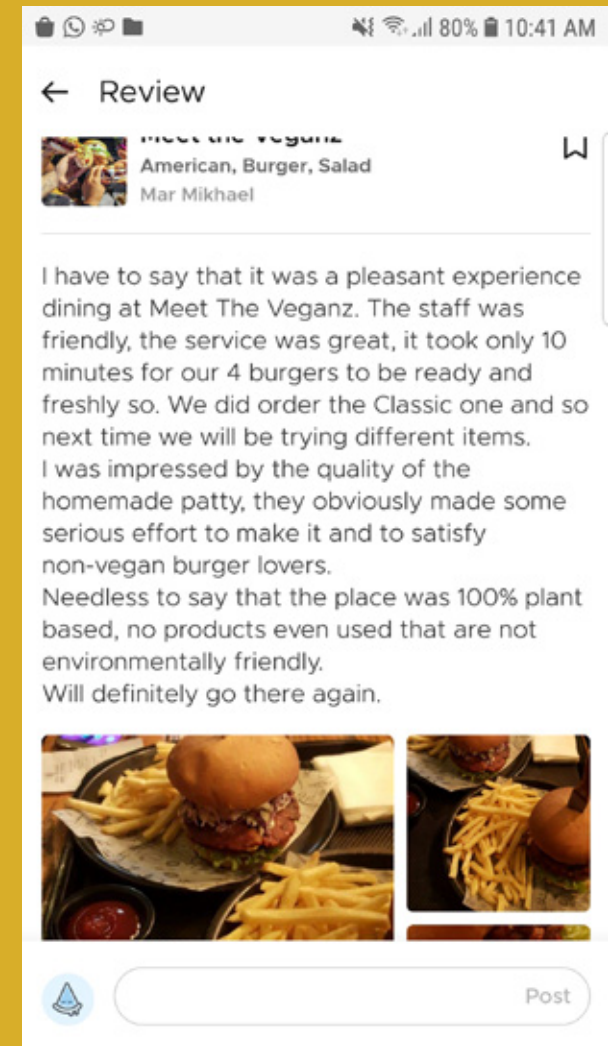 80% 10:41 AM
Review
Meet the Veganz
American, Burger, Salad
Mar Mikhael
I have to say that it was a pleasant experience
dining at Meet The Veganz. The staff was
friendly, the service was great, it took only 10
minutes for our 4 burgers to be ready and
freshly so. We did order the Classic one and so
next time we will be trying different items.
I was impressed by the quality of the
homemade patty, they obviously made some
serious effort to make it and to satisfy
non-vegan burger lovers.
Needless to say that the place was 100% plant
based, no products even used that are not
environmentally friendly.
Will definitely go there again.
Post